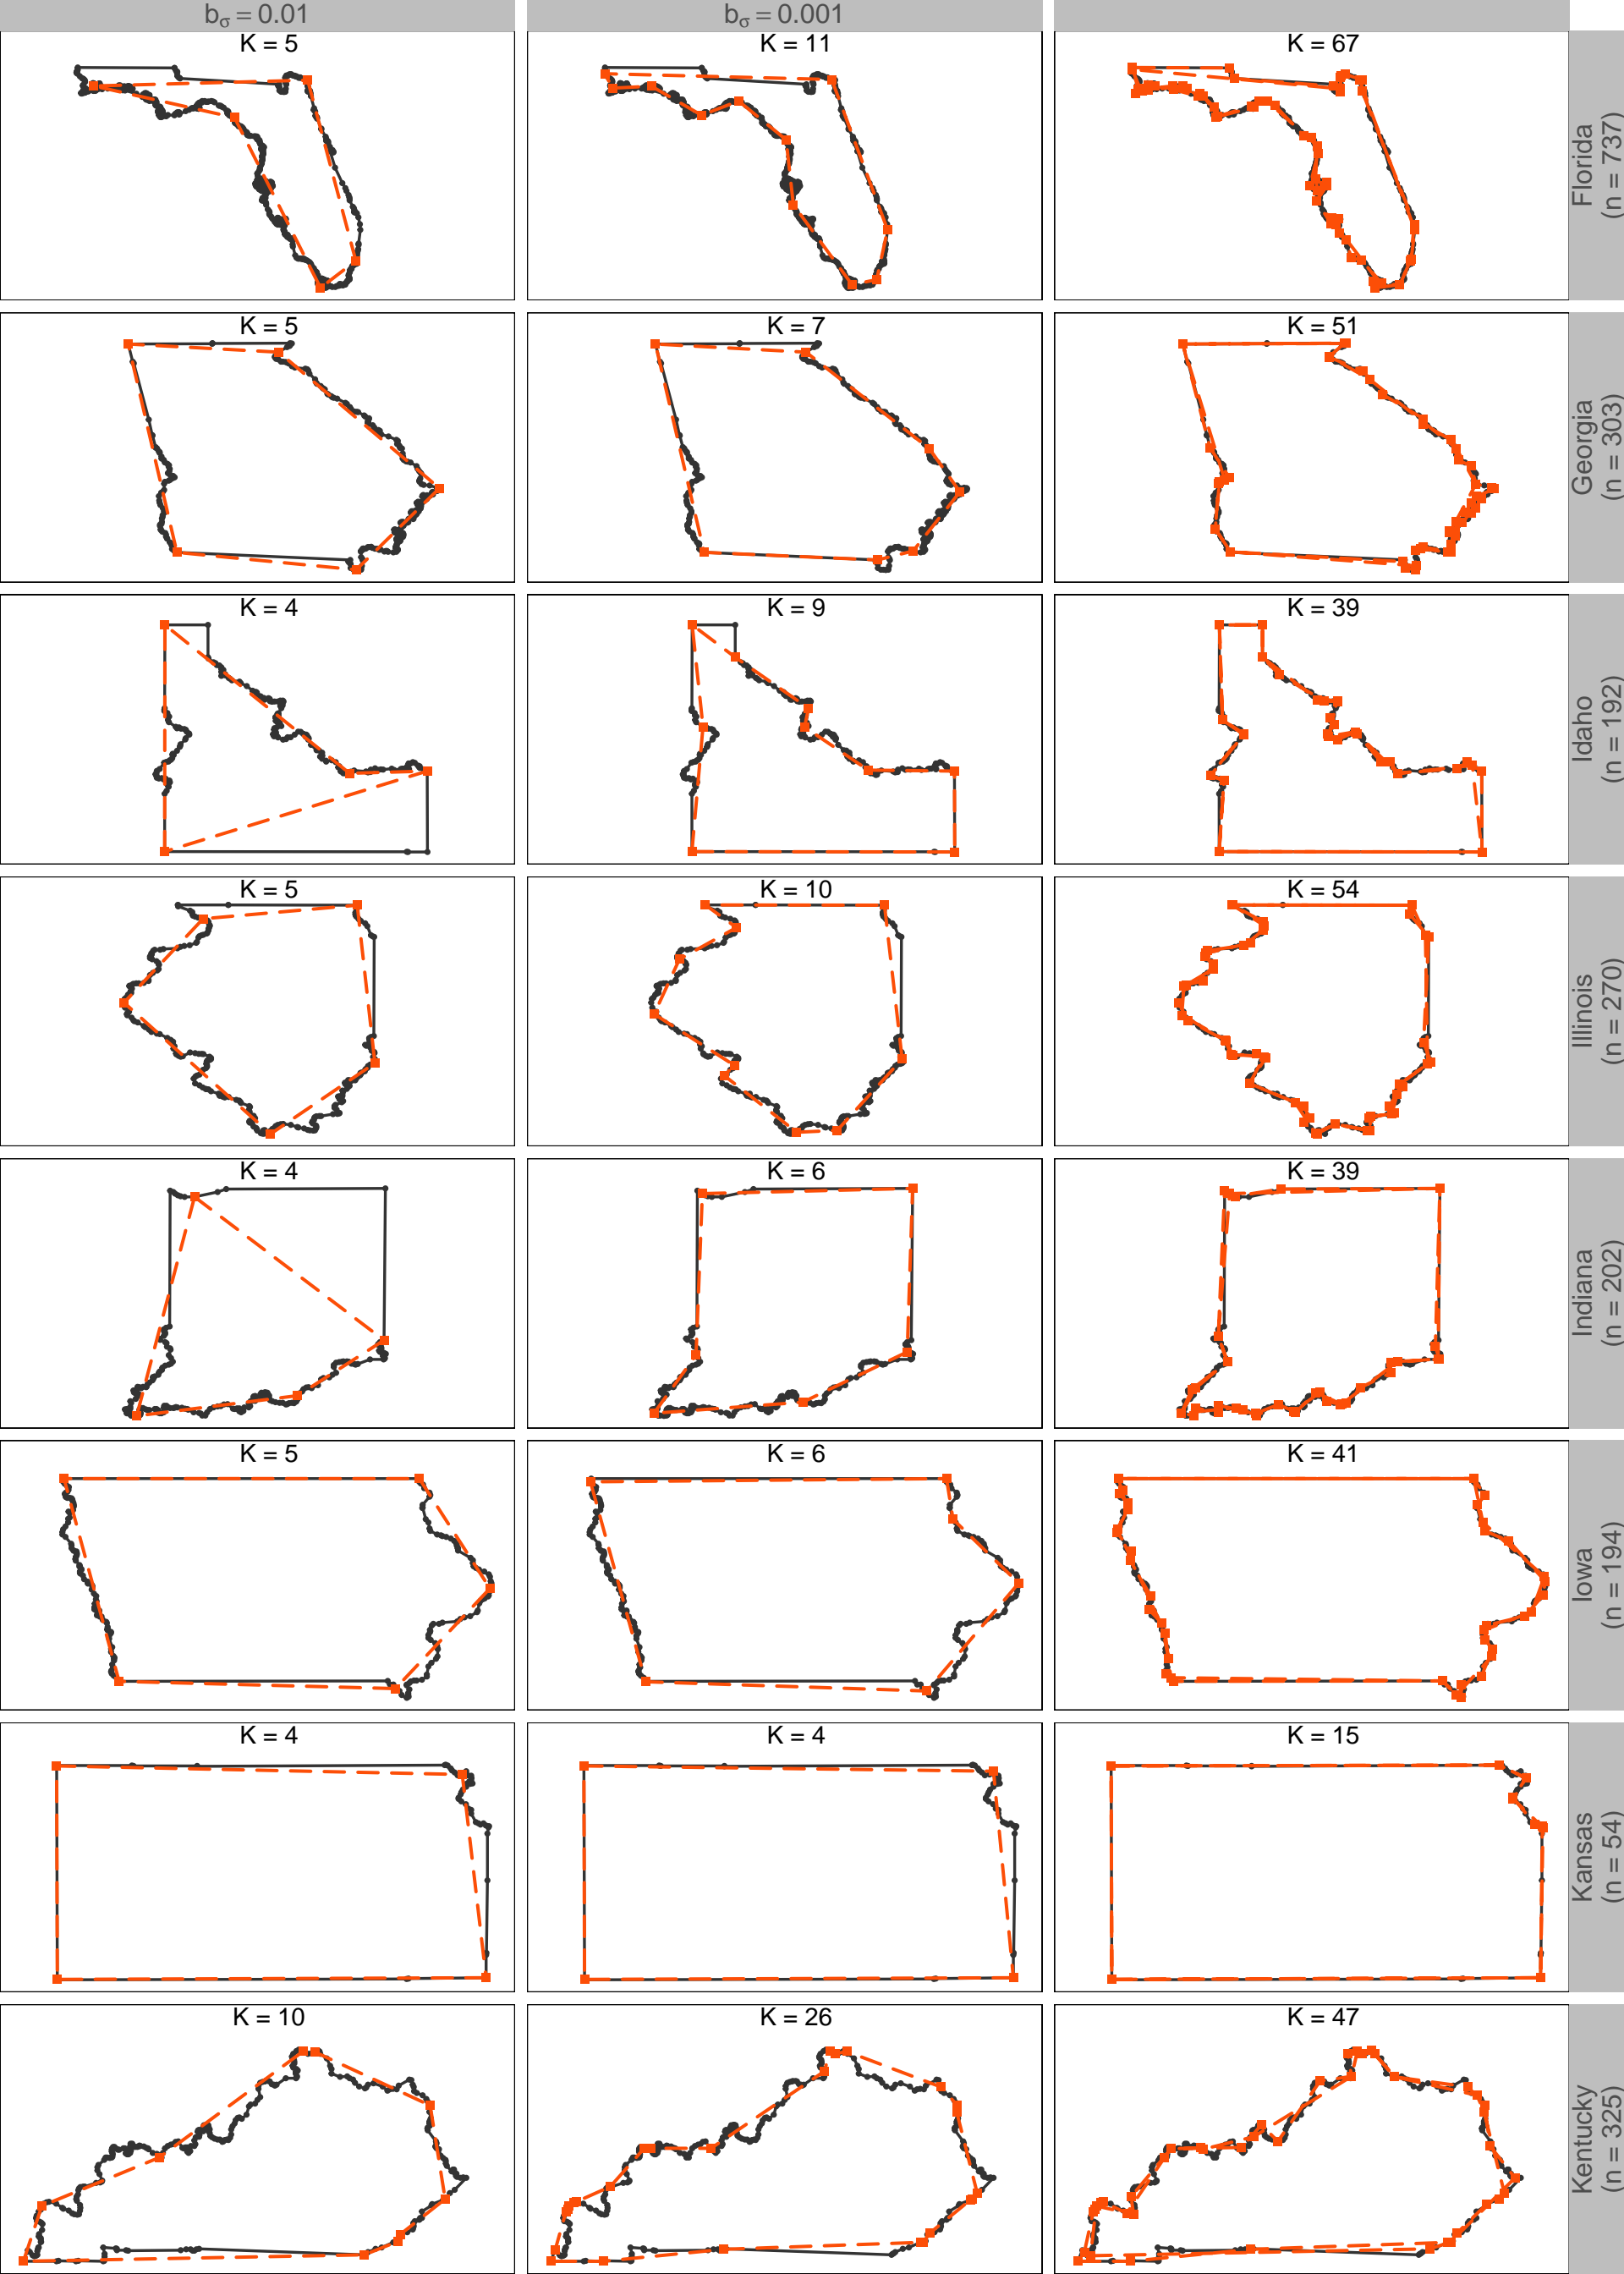 bσ = 0.01
bσ = 0.001
K = 5
K = 11
K = 67
Florida
(n = 737)
K = 5
K = 7
K = 51
Georgia
(n = 303)
K = 4
K = 9
K = 39
Idaho
(n = 192)
K = 5
K = 10
K = 54
Illinois
(n = 270)
K = 4
K = 6
K = 39
Indiana
(n = 202)
K = 5
K = 6
K = 41
Iowa
(n = 194)
K = 4
K = 4
K = 15
Kansas
(n = 54)
K = 10
K = 26
K = 47
Kentucky
(n = 325)